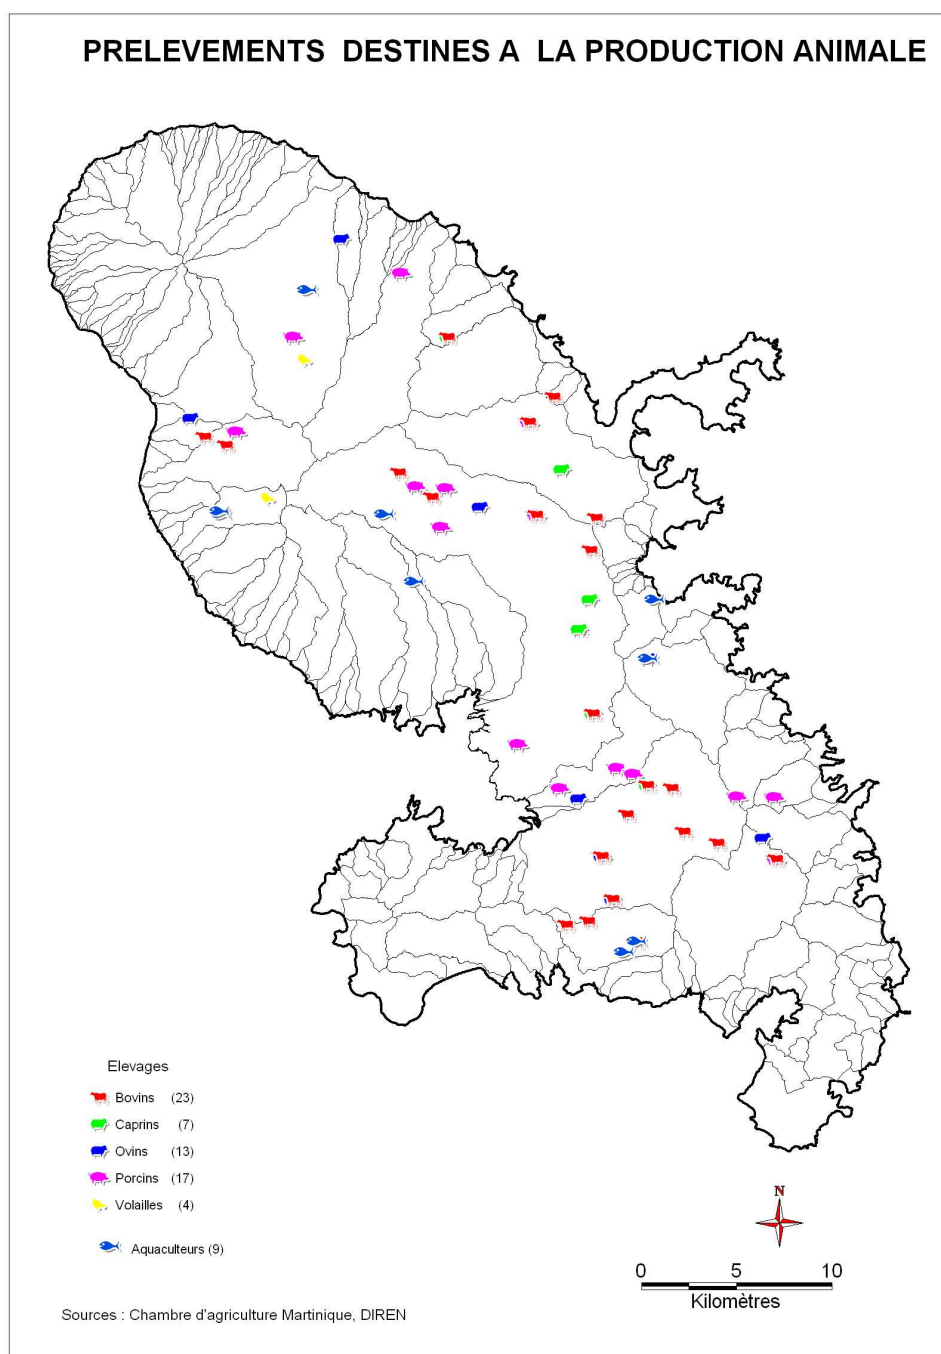 PRELEVEMENTS DESTINES A LA PRODUCTION ANIMALE
Elevages
Bovins (23)
Caprins (7)
Ovins (13)
Porcins (17)
Volailles (4)
Aquaculteurs (9)
N
0 5 10
Kilomètres
Sources : Chambre d'agriculture Martinique, DIREN